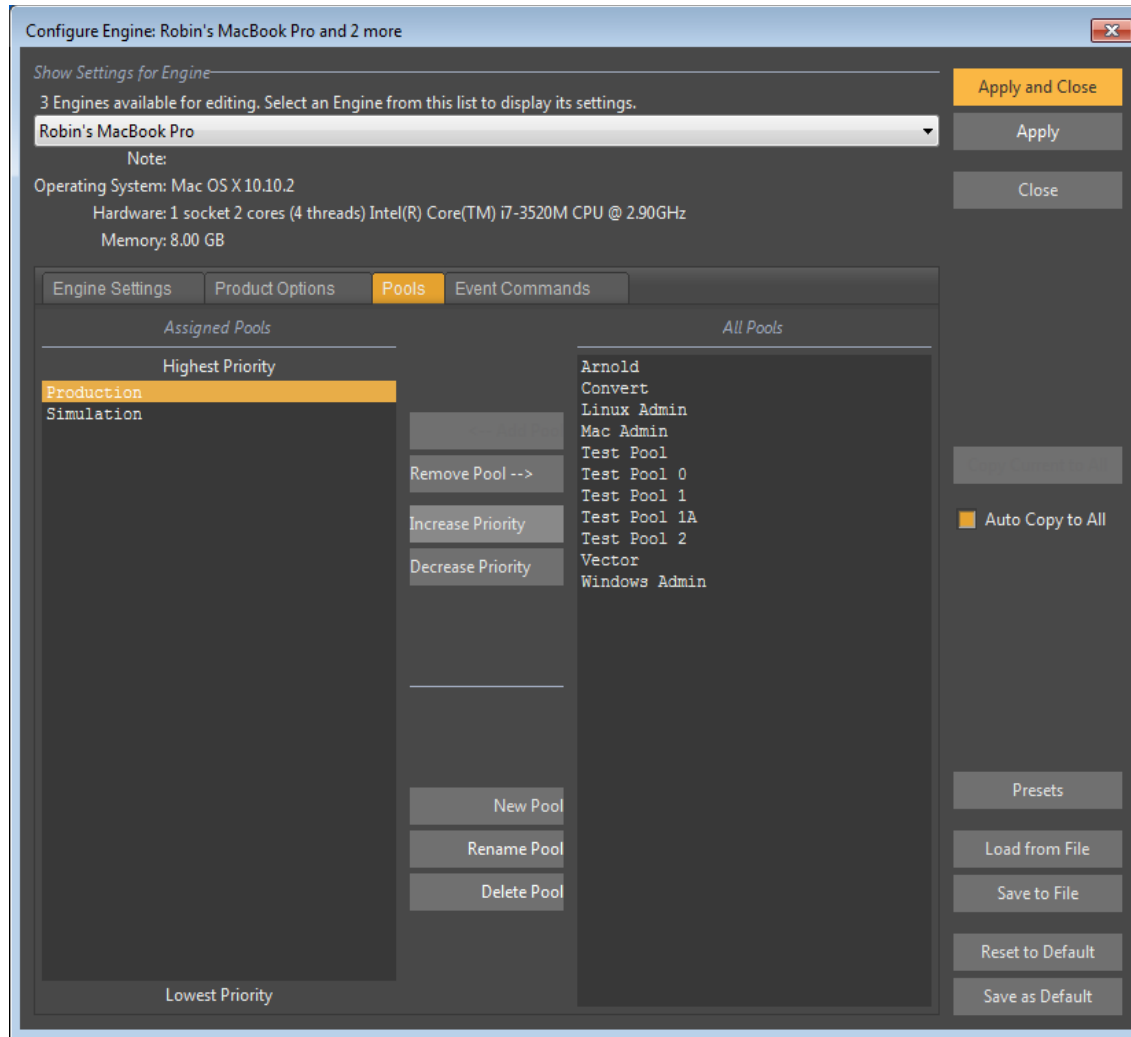 Configure Engine: Robin's MacBook Pro and 2 more
Show Settings for Engine
3 Engines available for editing. Select an Engine from this list to display its settings.
Robin's MacBook Pro
Note:
Operating System: Mac OS X 10.10.2
Hardware: 1 socket 2 cores (4 threads) Intel(R) Core(TM) i7-3520M CPU @ 2.90GHz
Memory: 8.00 GB
Apply and Close
Apply
Close
Engine Settings
Product Options
Pools
Event Commands
Assigned Pools
Highest Priority
Production
Simulation
Lowest Priority
Remove Pool -->
Increase Priority
Decrease Priority
New Pool
Rename Pool
Delete Pool
All Pools
Arnold
Convert
Linux Admin
Mac Admin
Test Pool
Test Pool 0
Test Pool 1
Test Pool 1A
Test Pool 2
Vector
Windows Admin
Auto Copy to All
Presets
Load from File
Save to File
Reset to Default
Save as Default